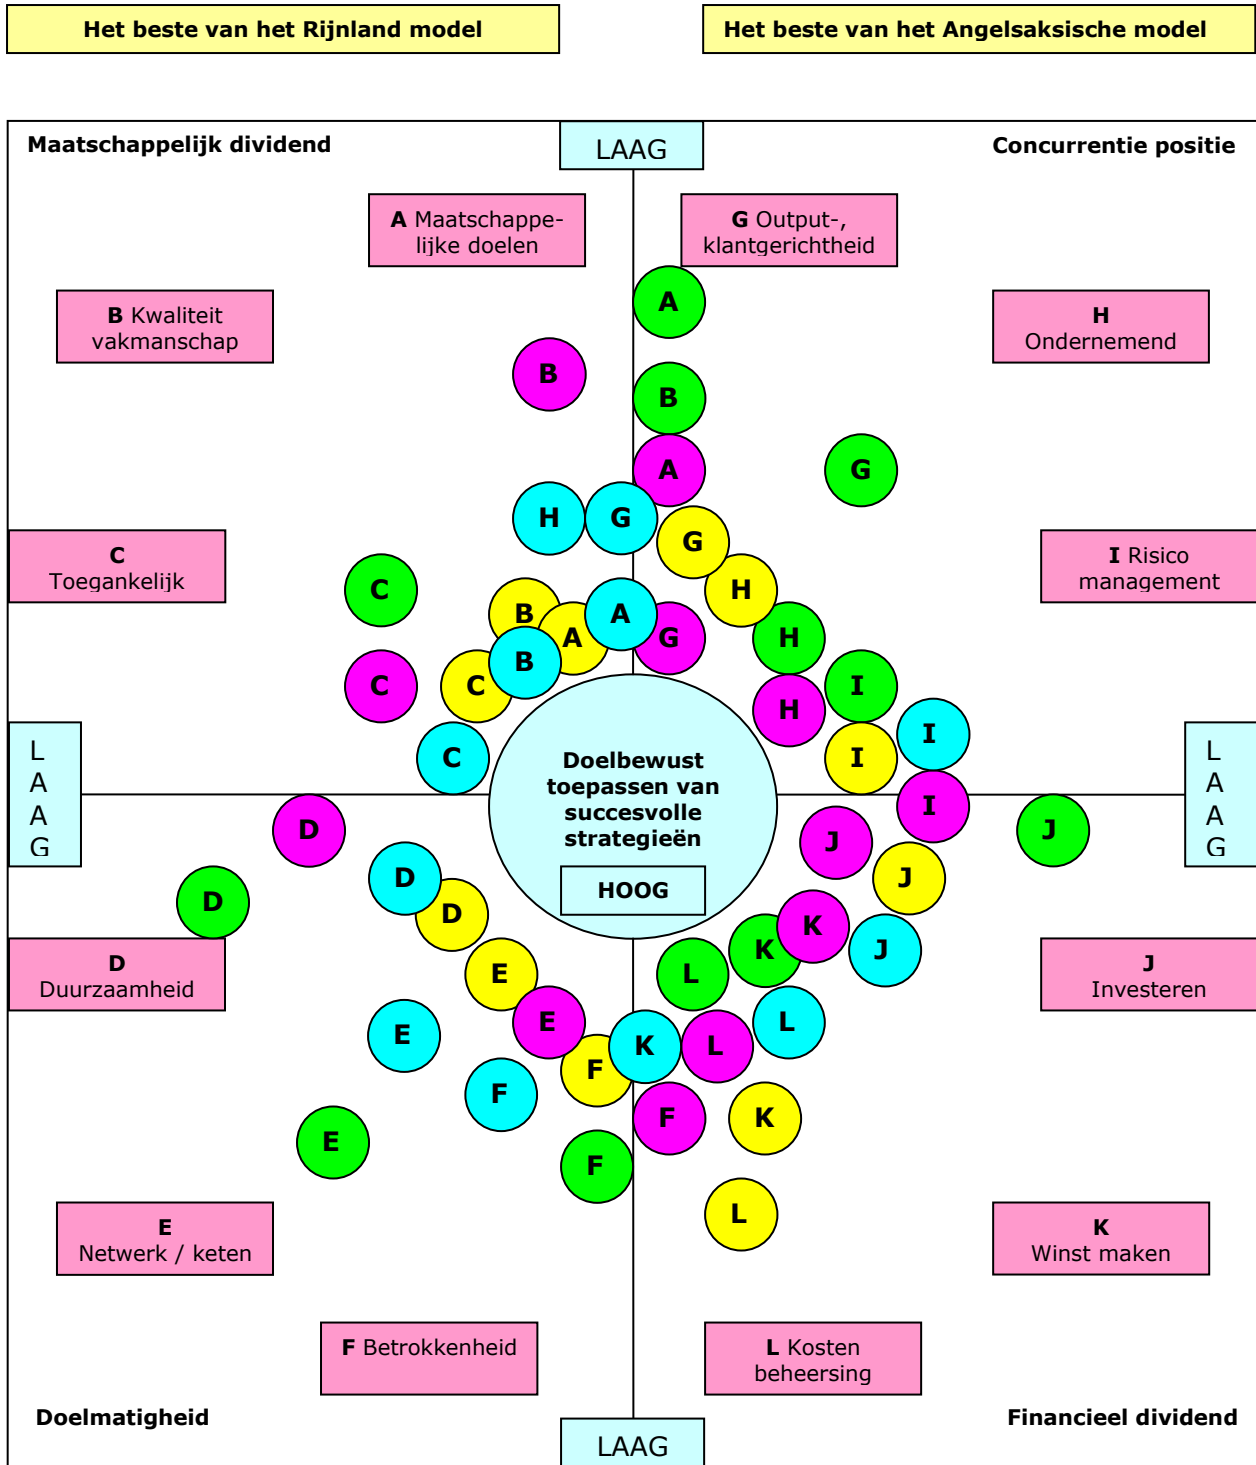 Het beste van het Rijnland model
Het beste van het Angelsaksische model
Maatschappelijk dividend
LAAG
Concurrentie positie
A Maatschappe-
lijke doelen
G Output-,
klantgerichtheid
B Kwaliteit
vakmanschap
H
Ondernemend
A
B
B
A
G
H
G
G
C
Toegankelijk
I Risico
management
C
B
A
A
H
G
H
C
C
B
I
H
C
I
I
L
A
A
G
Doelbewust
toepassen van
succesvolle
strategieën
HOOG
L
A
A
G
D
I
J
J
D
J
D
D
K
K
J
D
Duurzaamheid
E
L
J
Investeren
E
E
F
K
L
L
F
F
K
E
F
L
E
Netwerk / keten
K
Winst maken
F Betrokkenheid
L Kosten
beheersing
Doelmatigheid
LAAG
Financieel dividend